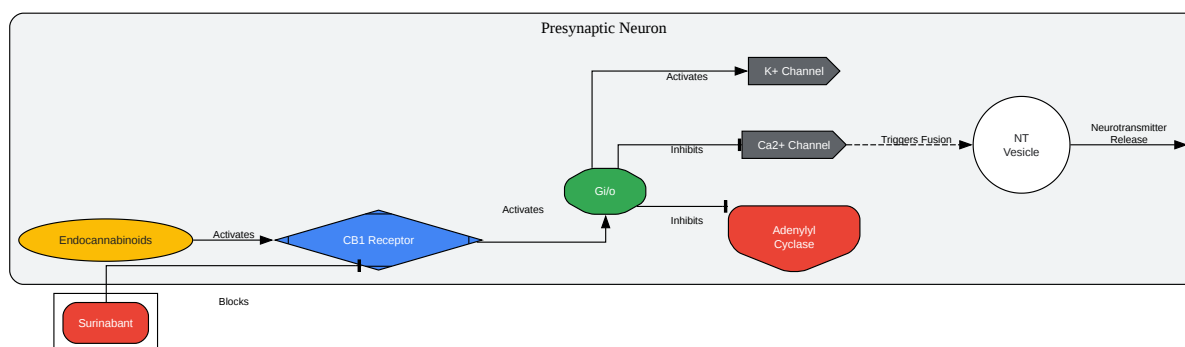 Presynaptic Neuron
K+ Channel
Activates
Neurotransmitter
Release
Triggers Fusion
NT
Vesicle
Ca2+ Channel
Inhibits
Gi/o
Activates
Inhibits
Adenylyl
Cyclase
Endocannabinoids
Activates
CB1 Receptor
Blocks
Surinabant